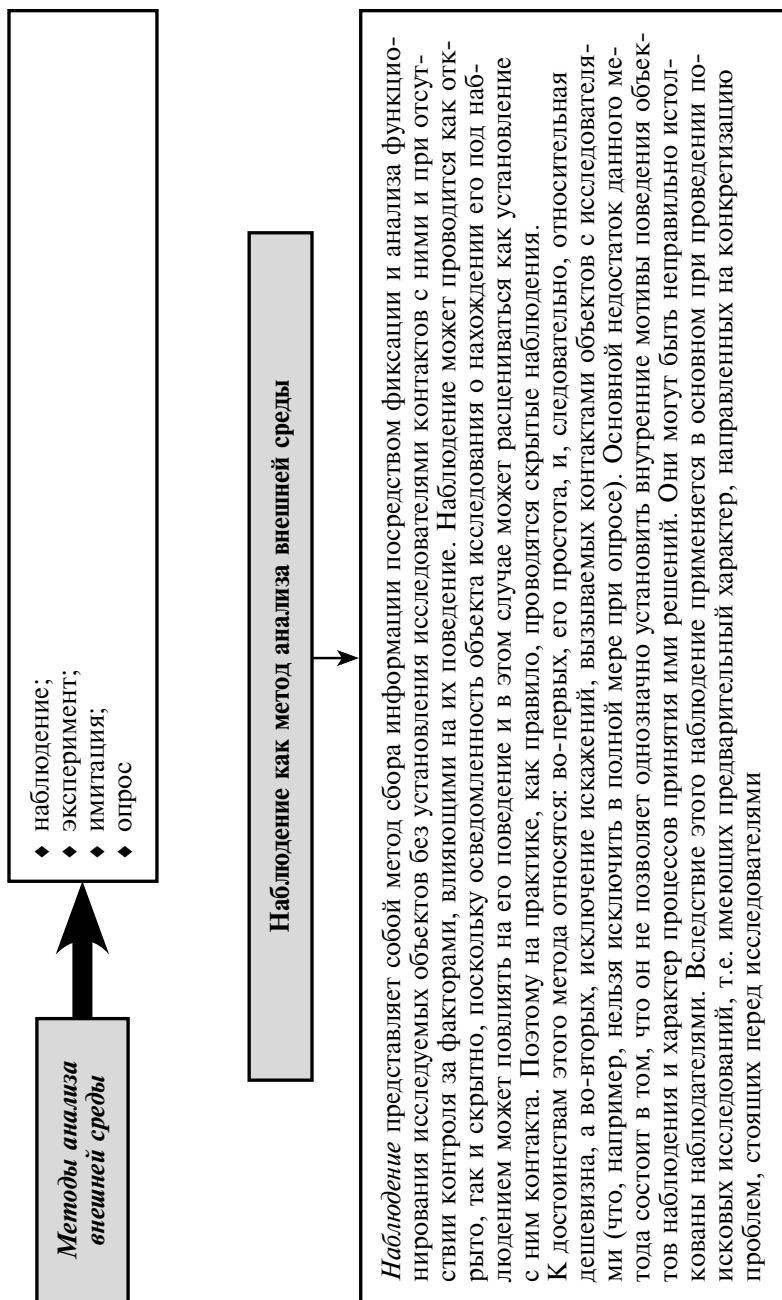 Методы анализа
внешней среды
♦ наблюдение;
♦ эксперимент;
♦ имитация;
♦ опрос
Наблюдение как метод анализа внешней среды
Наблюдение представляет собой метод сбора информации посредством фиксации и анализа функцио-
нирования исследуемых объектов без установления исследователями контактов с ними и при отсут-
ствии контроля за факторами, влияющими на их поведение. Наблюдение может проводится как отк-
рыто, так и скрытно, поскольку осведомленность объекта исследования о нахождении его под наб-
людением может повлиять на его поведение и в этом случае может расцениваться как установление
с ним контакта. Поэтому на практике, как правило, проводятся скрытые наблюдения.
К достоинствам этого метода относятся: во-первых, его простота, и, следовательно, относительная
дешевизна, а во-вторых, исключение искажений, вызываемых контактами объектов с исследователя-
ми (что, например, нельзя исключить в полной мере при опросе). Основной недостаток данного ме-
тода состоит в том, что он не позволяет однозначно установить внутренние мотивы поведения объек-
тов наблюдения и характер процессов принятия ими решений. Они могут быть неправильно истол-
кованы наблюдателями. Вследствие этого наблюдение применяется в основном при проведении по-
исковых исследований, т.е. имеющих предварительный характер, направленных на конкретизацию
проблем, стоящих перед исследователями